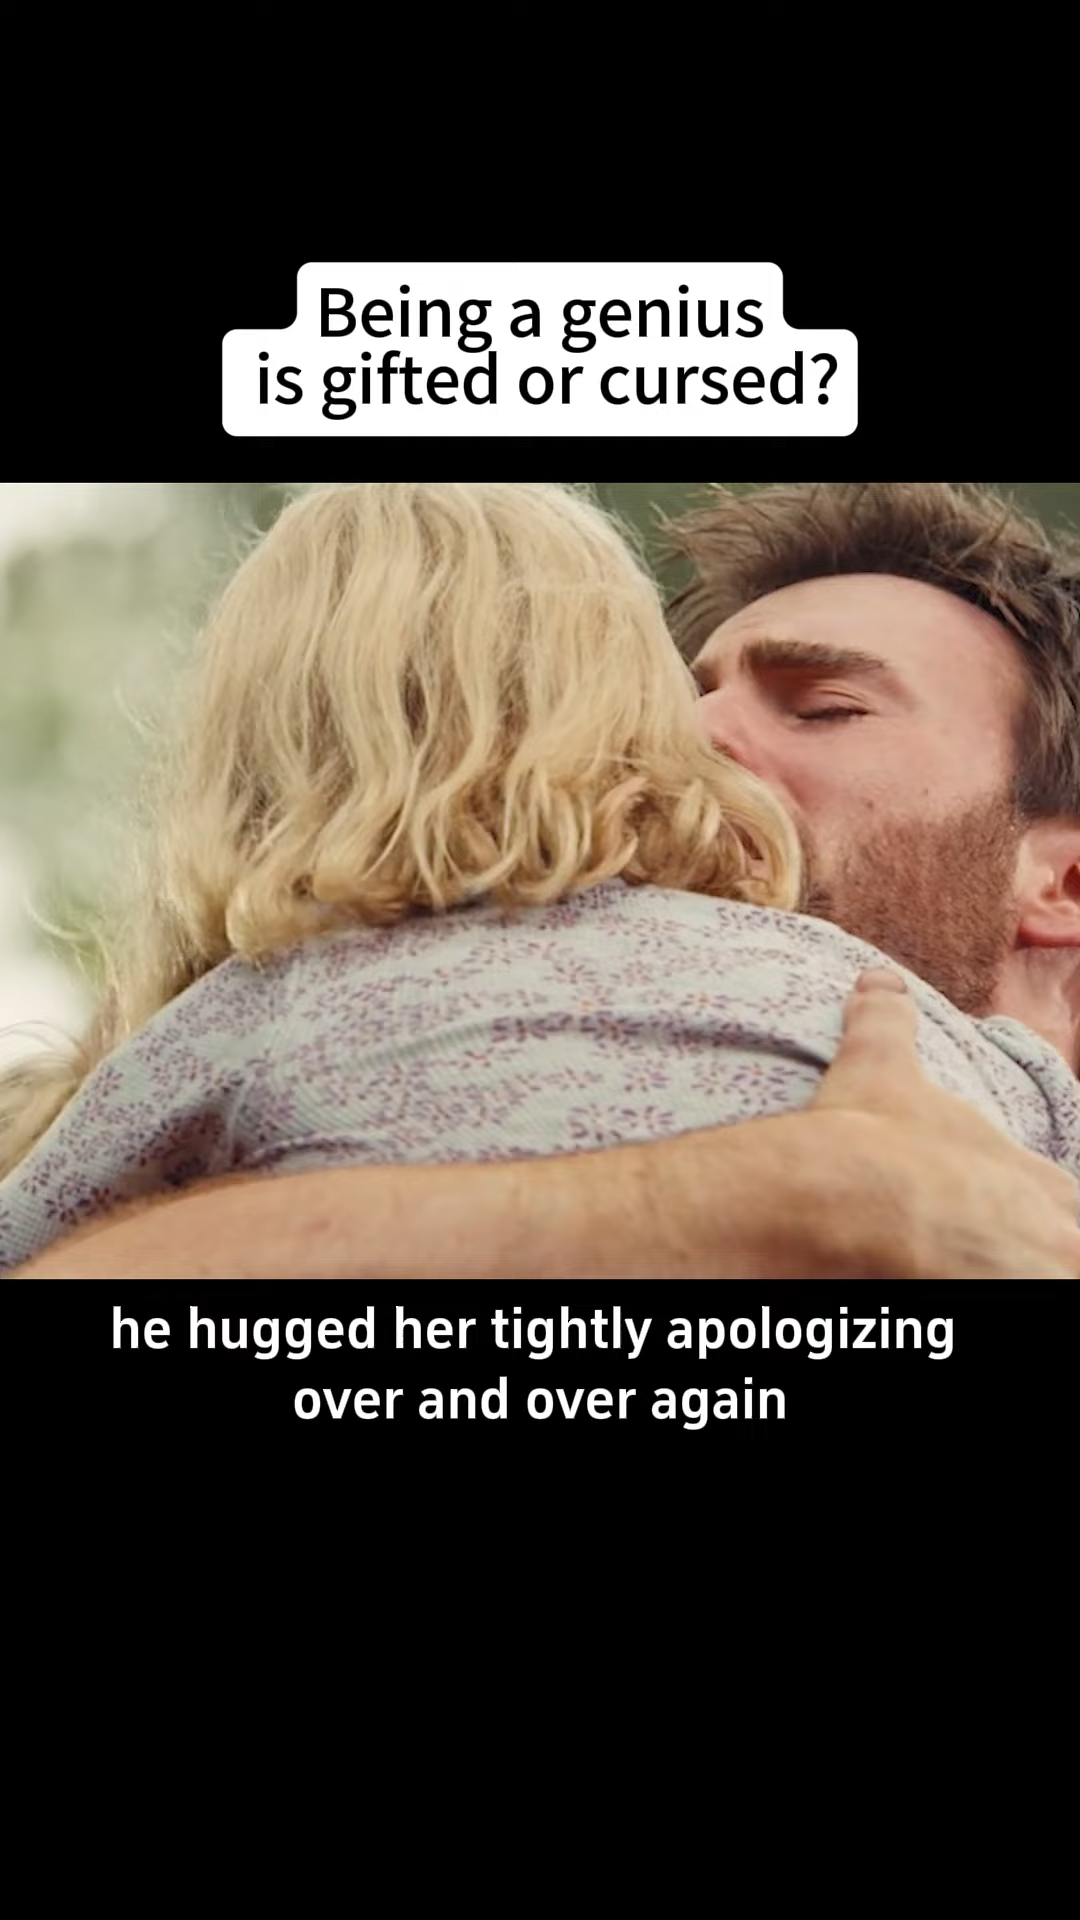 Being a genius
is gifted or cursed?
he hugged her tightly apologizing
over and over again